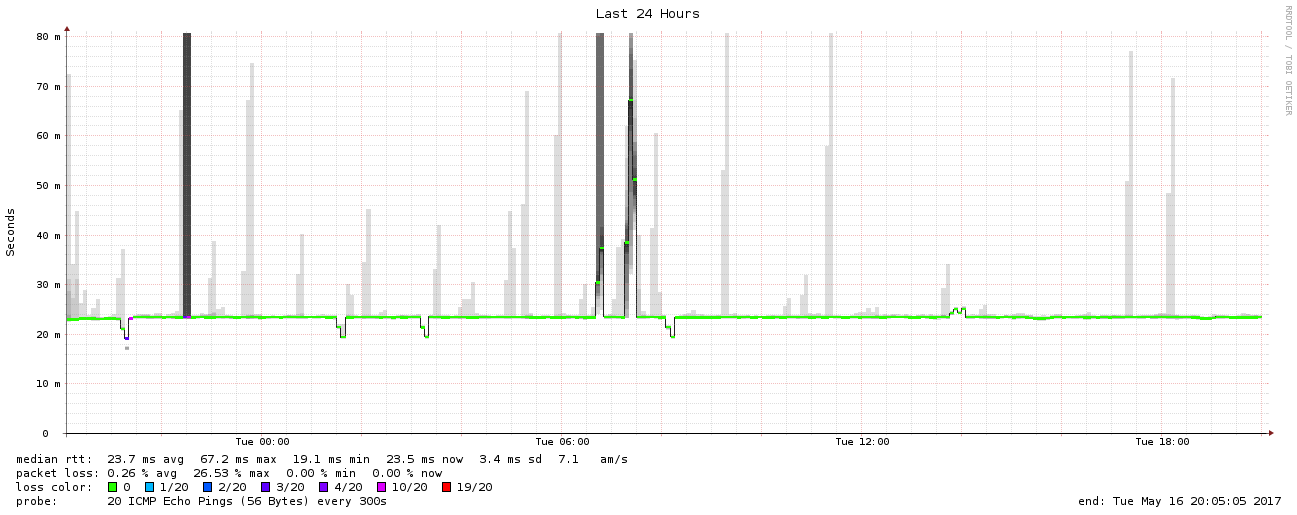 Last 24 Hours
RRDTOOL / TOBI OETIKER
80 m
70 m
60 m
50 m
40 m
30 m
20 m
10 m
0
Seconds
Tue 00:00 Tue 06:00 Tue 12:00 Tue 18:00
median rtt: 23.7 ms avg 67.2 ms max 19.1 ms min 23.5 ms now 3.4 ms sd 7.1 am/s
packet loss: 0.26 % avg 26.53 % max 0.00 % min 0.00 % now
loss color: 0 1/20 2/20 3/20 4/20 10/20 19/20
probe: 20 ICMP Echo Pings (56 Bytes) every 300s end: Tue May 16 20:05:05 2017